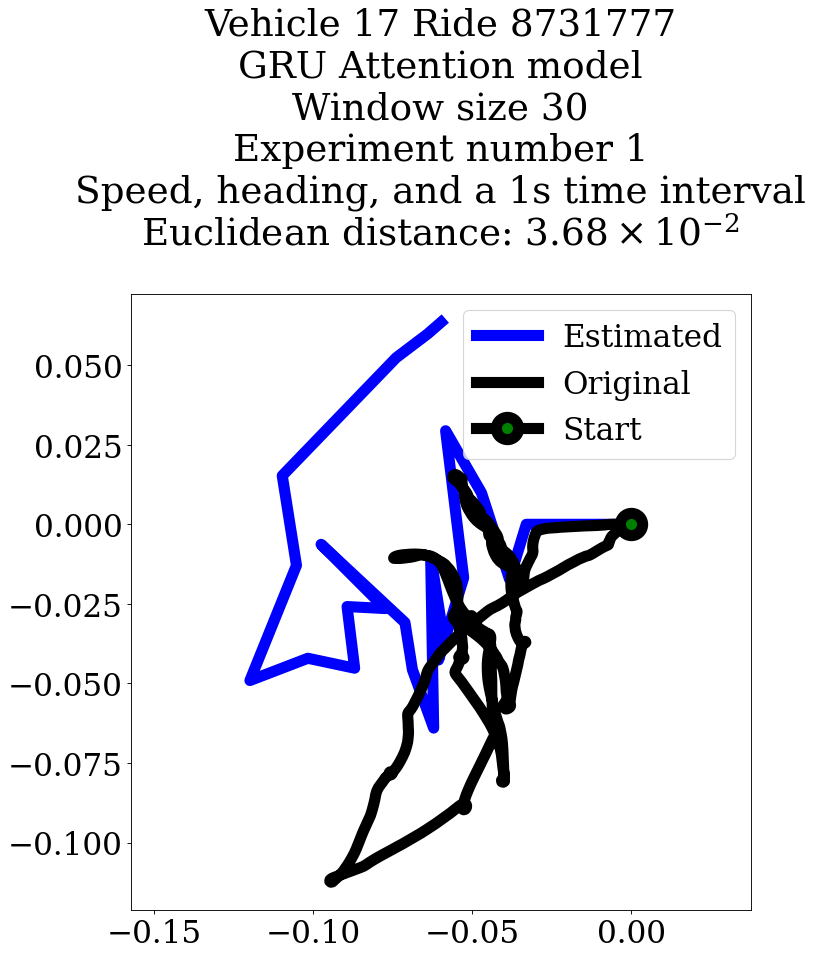 Vehicle 17 Ride 8731777
GRU Attention model
Window size 30
Experiment number 1
Speed, heading, and a 1s time interval
Euclidean distance: 3.68 × 10⁻²
Estimated
Original
Start
0.050
0.025
0.000
−0.025
−0.050
−0.075
−0.100
−0.15
−0.10
−0.05
0.00